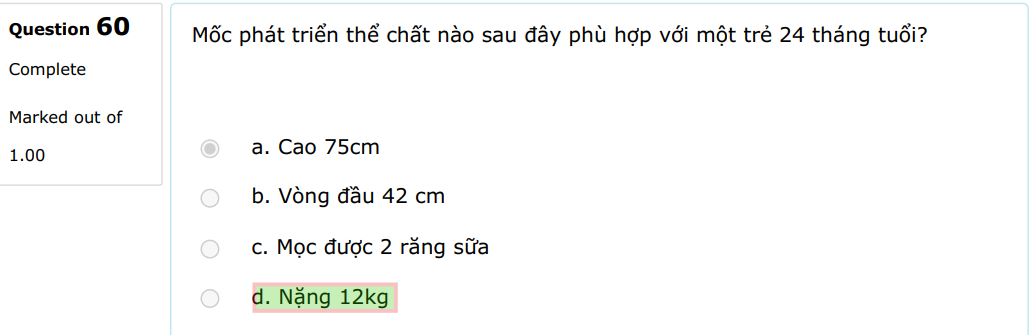 Question 60
Complete
Marked out of
1.00
Mốc phát triển thể chất nào sau đây phù hợp với một trẻ 24 tháng tuổi?
a. Cao 75cm
b. Vòng đầu 42 cm
c. Mọc được 2 răng sữa
d. Nặng 12kg